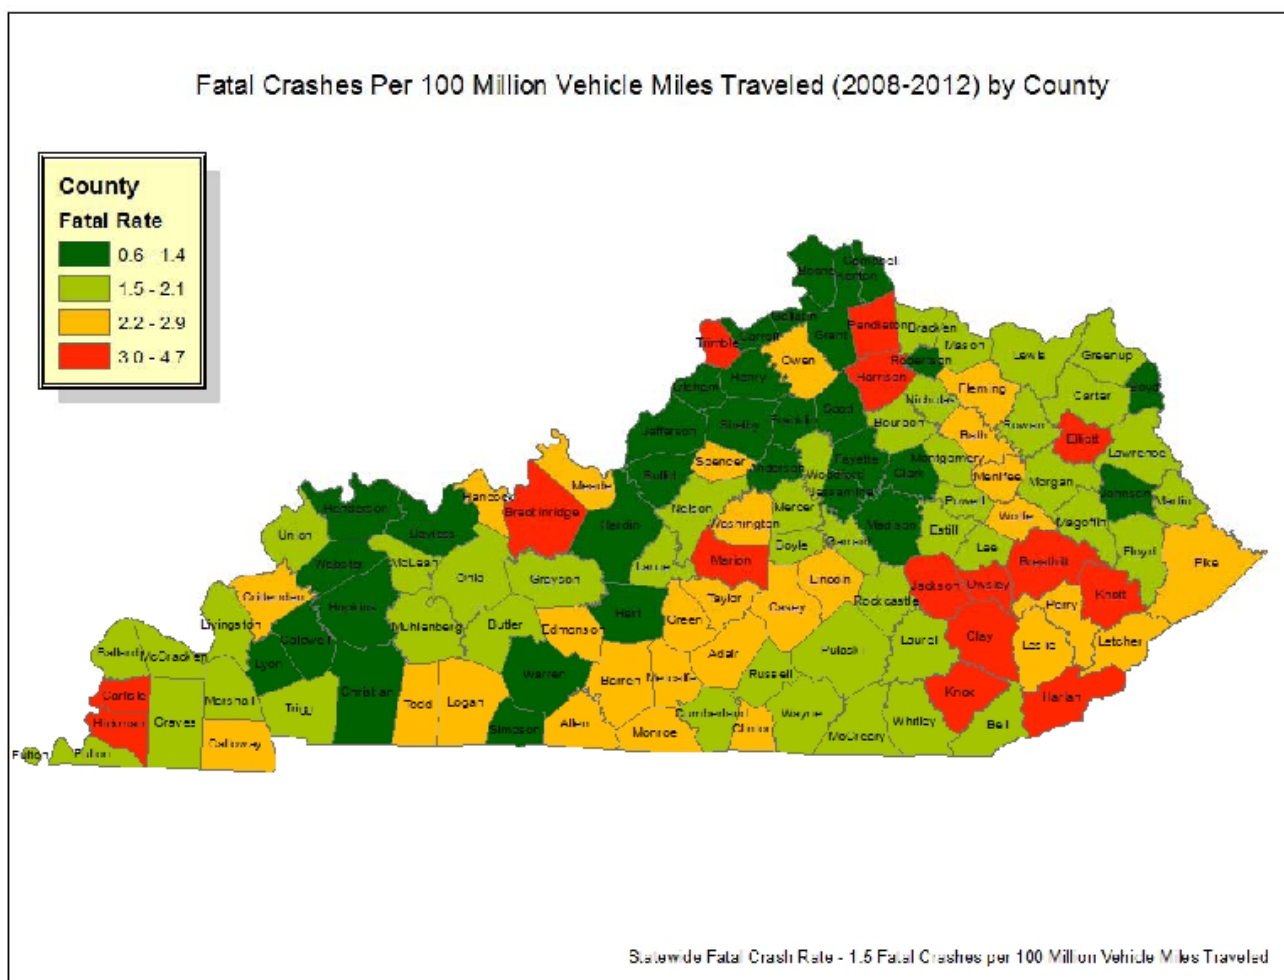 Fatal Crashes Per 100 Million Vehicle Miles Traveled (2008-2012) by County
County
Fatal Rate
0.6 - 1.4
1.5 - 2.1
2.2 - 2.9
3.0 - 4.7
Boone
Kenton
Campbell
Gallatin
Carroll
Trimble
Grant
Pendleton
Bracken
Owen
Mason
Robertson
Lewis
Greenup
Harrison
Henry
Oldham
Fleming
Carter
Boyd
Nicholas
Scott
Shelby
Franklin
Jefferson
Bourbon
Rowan
Bath
Elliott
Lawrence
Spencer
Anderson
Woodford
Fayette
Clark
Montgomery
Menifee
Morgan
Bullitt
Meade
Hancock
Breckinridge
Jessamine
Johnson
Martin
Henderson
Daviess
Union
Hardin
Nelson
Washington
Mercer
Madison
Powell
Estill
Wolfe
Magoffin
Floyd
Pike
Webster
McLean
Ohio
Grayson
Larue
Marion
Boyle
Garrard
Lee
Breathitt
Knott
Crittenden
Hopkins
Livingston
Caldwell
Muhlenberg
Butler
Edmonson
Hart
Green
Taylor
Casey
Lincoln
Rockcastle
Jackson
Owsley
Perry
Clay
Leslie
Letcher
Ballard
McCracken
Lyon
Warren
Adair
Pulaski
Laurel
Carlisle
Marshall
Trigg
Christian
Todd
Logan
Barren
Metcalfe
Russell
Knox
Harlan
Hickman
Graves
Calloway
Simpson
Allen
Monroe
Cumberland
Clinton
Wayne
McCreary
Whitley
Bell
Fulton
Fulton
Statewide Fatal Crash Rate - 1.5 Fatal Crashes per 100 Million Vehicle Miles Traveled